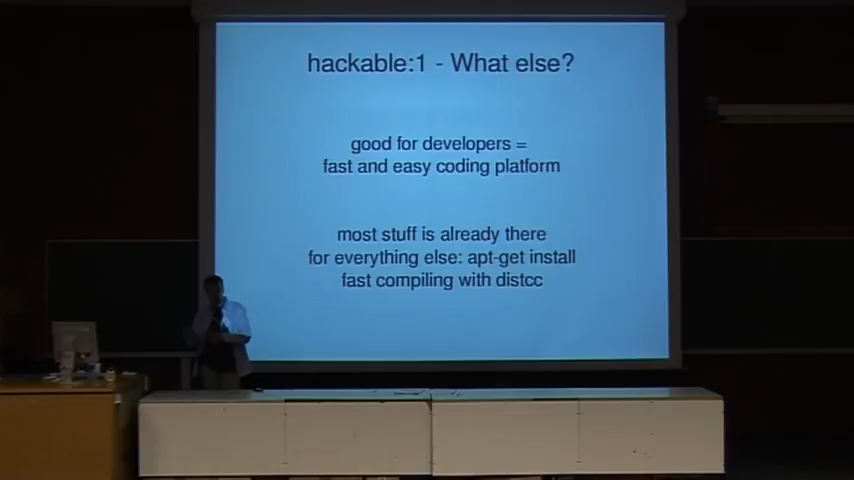 hackable:1 - What else?
good for developers =
fast and easy coding platform
most stuff is already there
for everything else: apt-get install
fast compiling with distcc